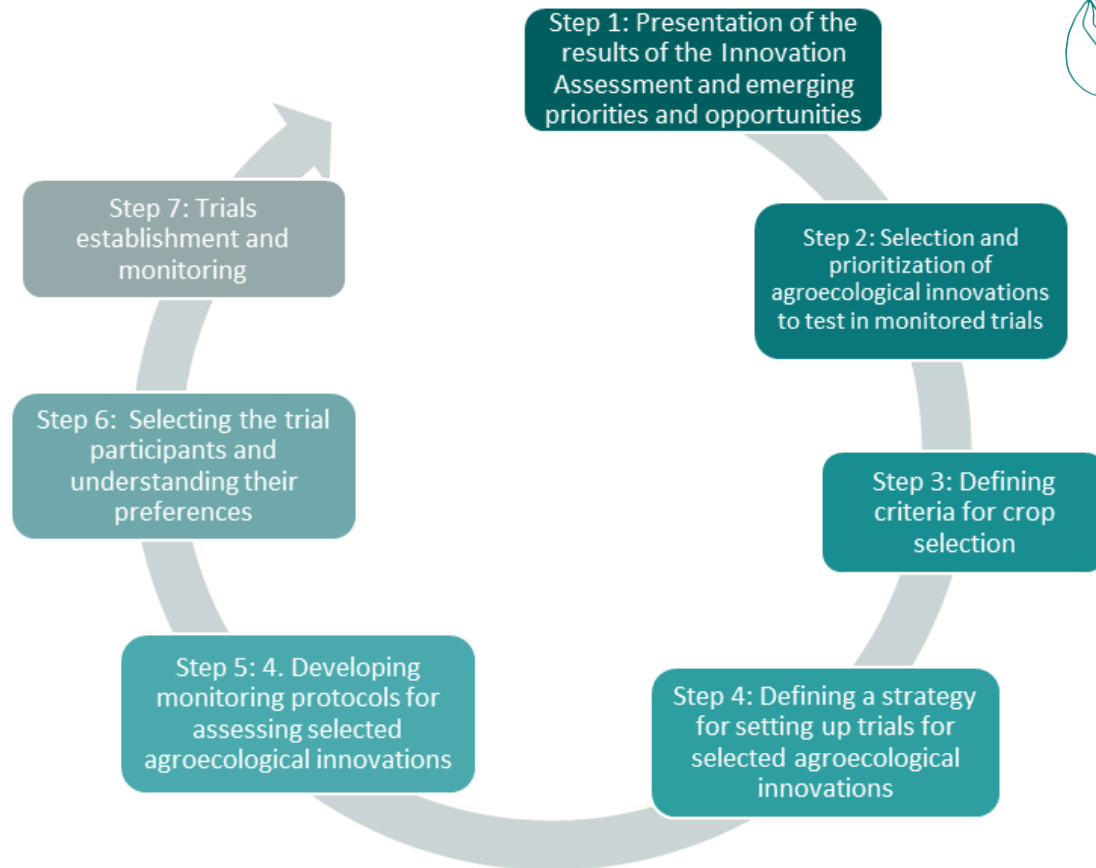 Step 1: Presentation of the
results of the Innovation
Assessment and emerging
priorities and opportunities
Step 2: Selection and
prioritization of
agroecological innovations
to test in monitored trials
Step 3: Defining
criteria for crop
selection
Step 4: Defining a strategy
for setting up trials for
selected agroecological
innovations
Step 5: 4. Developing
monitoring protocols for
assessing selected
agroecological innovations
Step 6: Selecting the trial
participants and
understanding their
preferences
Step 7: Trials
establishment and
monitoring